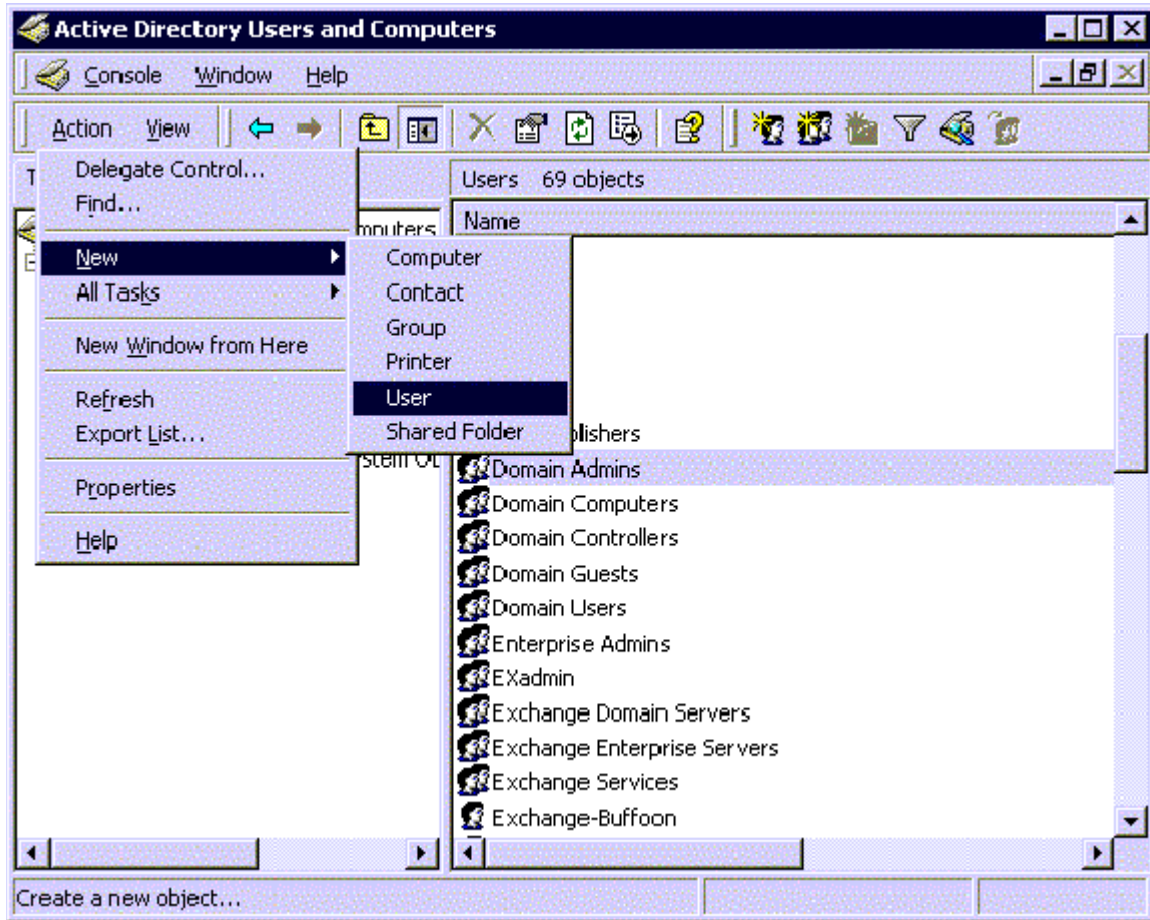 Active Directory Users and Computers
Console Window Help
Action View
Users 69 objects
Name
Delegate Control...
Find...
New
All Tasks
New Window from Here
Refresh
Export List...
Properties
Help
Computer
Contact
Group
Printer
User
Shared Folder
Domain Admins
Domain Computers
Domain Controllers
Domain Guests
Domain Users
Enterprise Admins
EXadmin
Exchange Domain Servers
Exchange Enterprise Servers
Exchange Services
Exchange-Buffoon
Create a new object...